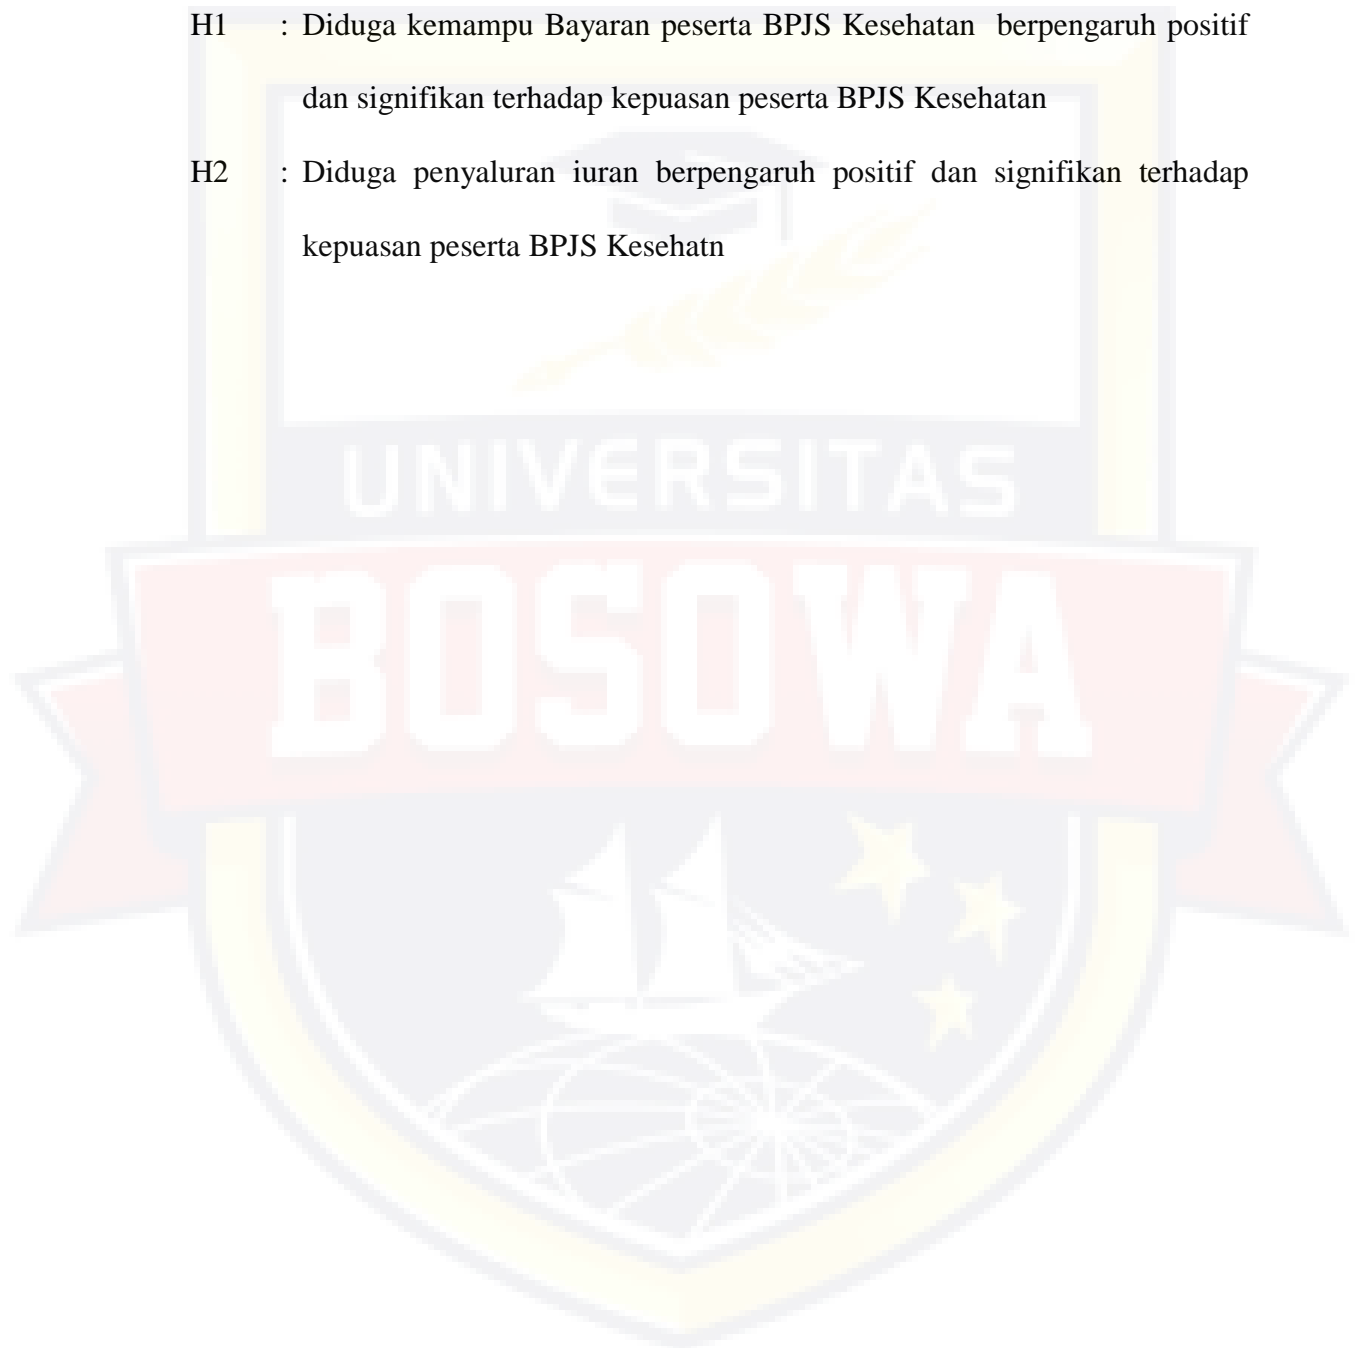 H1 : Diduga kemampu Bayaran peserta BPJS Kesehatan berpengaruh positif
dan signifikan terhadap kepuasan peserta BPJS Kesehatan
H2 : Diduga penyaluran iuran berpengaruh positif dan signifikan terhadap
kepuasan peserta BPJS Kesehatn
UNIVERSITAS
BOSOWA